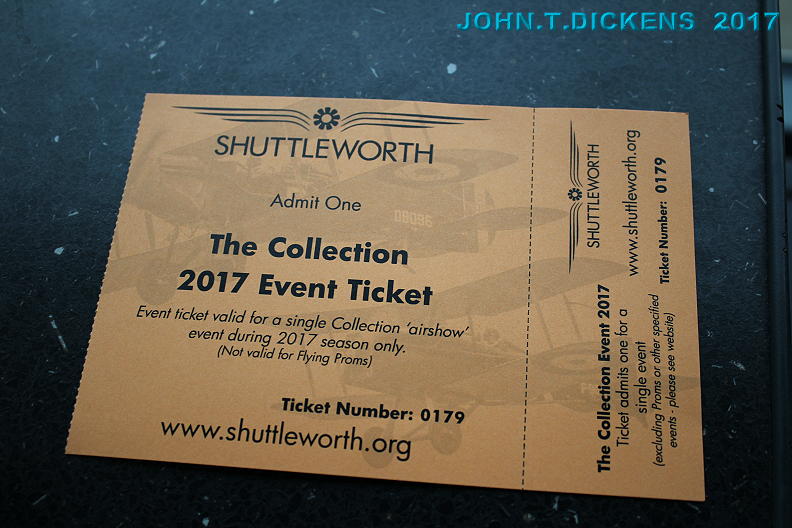 JOHN.T.DICKENS 2017
SHUTTLEWORTH
Admit One
D8096
The Collection
2017 Event Ticket
Event ticket valid for a single Collection 'airshow'
event during 2017 season only.
(Not valid for Flying Proms)
Ticket Number: 0179
www.shuttleworth.org
SHUTTLEWORTH
www.shuttleworth.org
Ticket Number: 0179
The Collection Event 2017
Ticket admits one for a
single event
(excluding Proms or other specified
events - please see website)